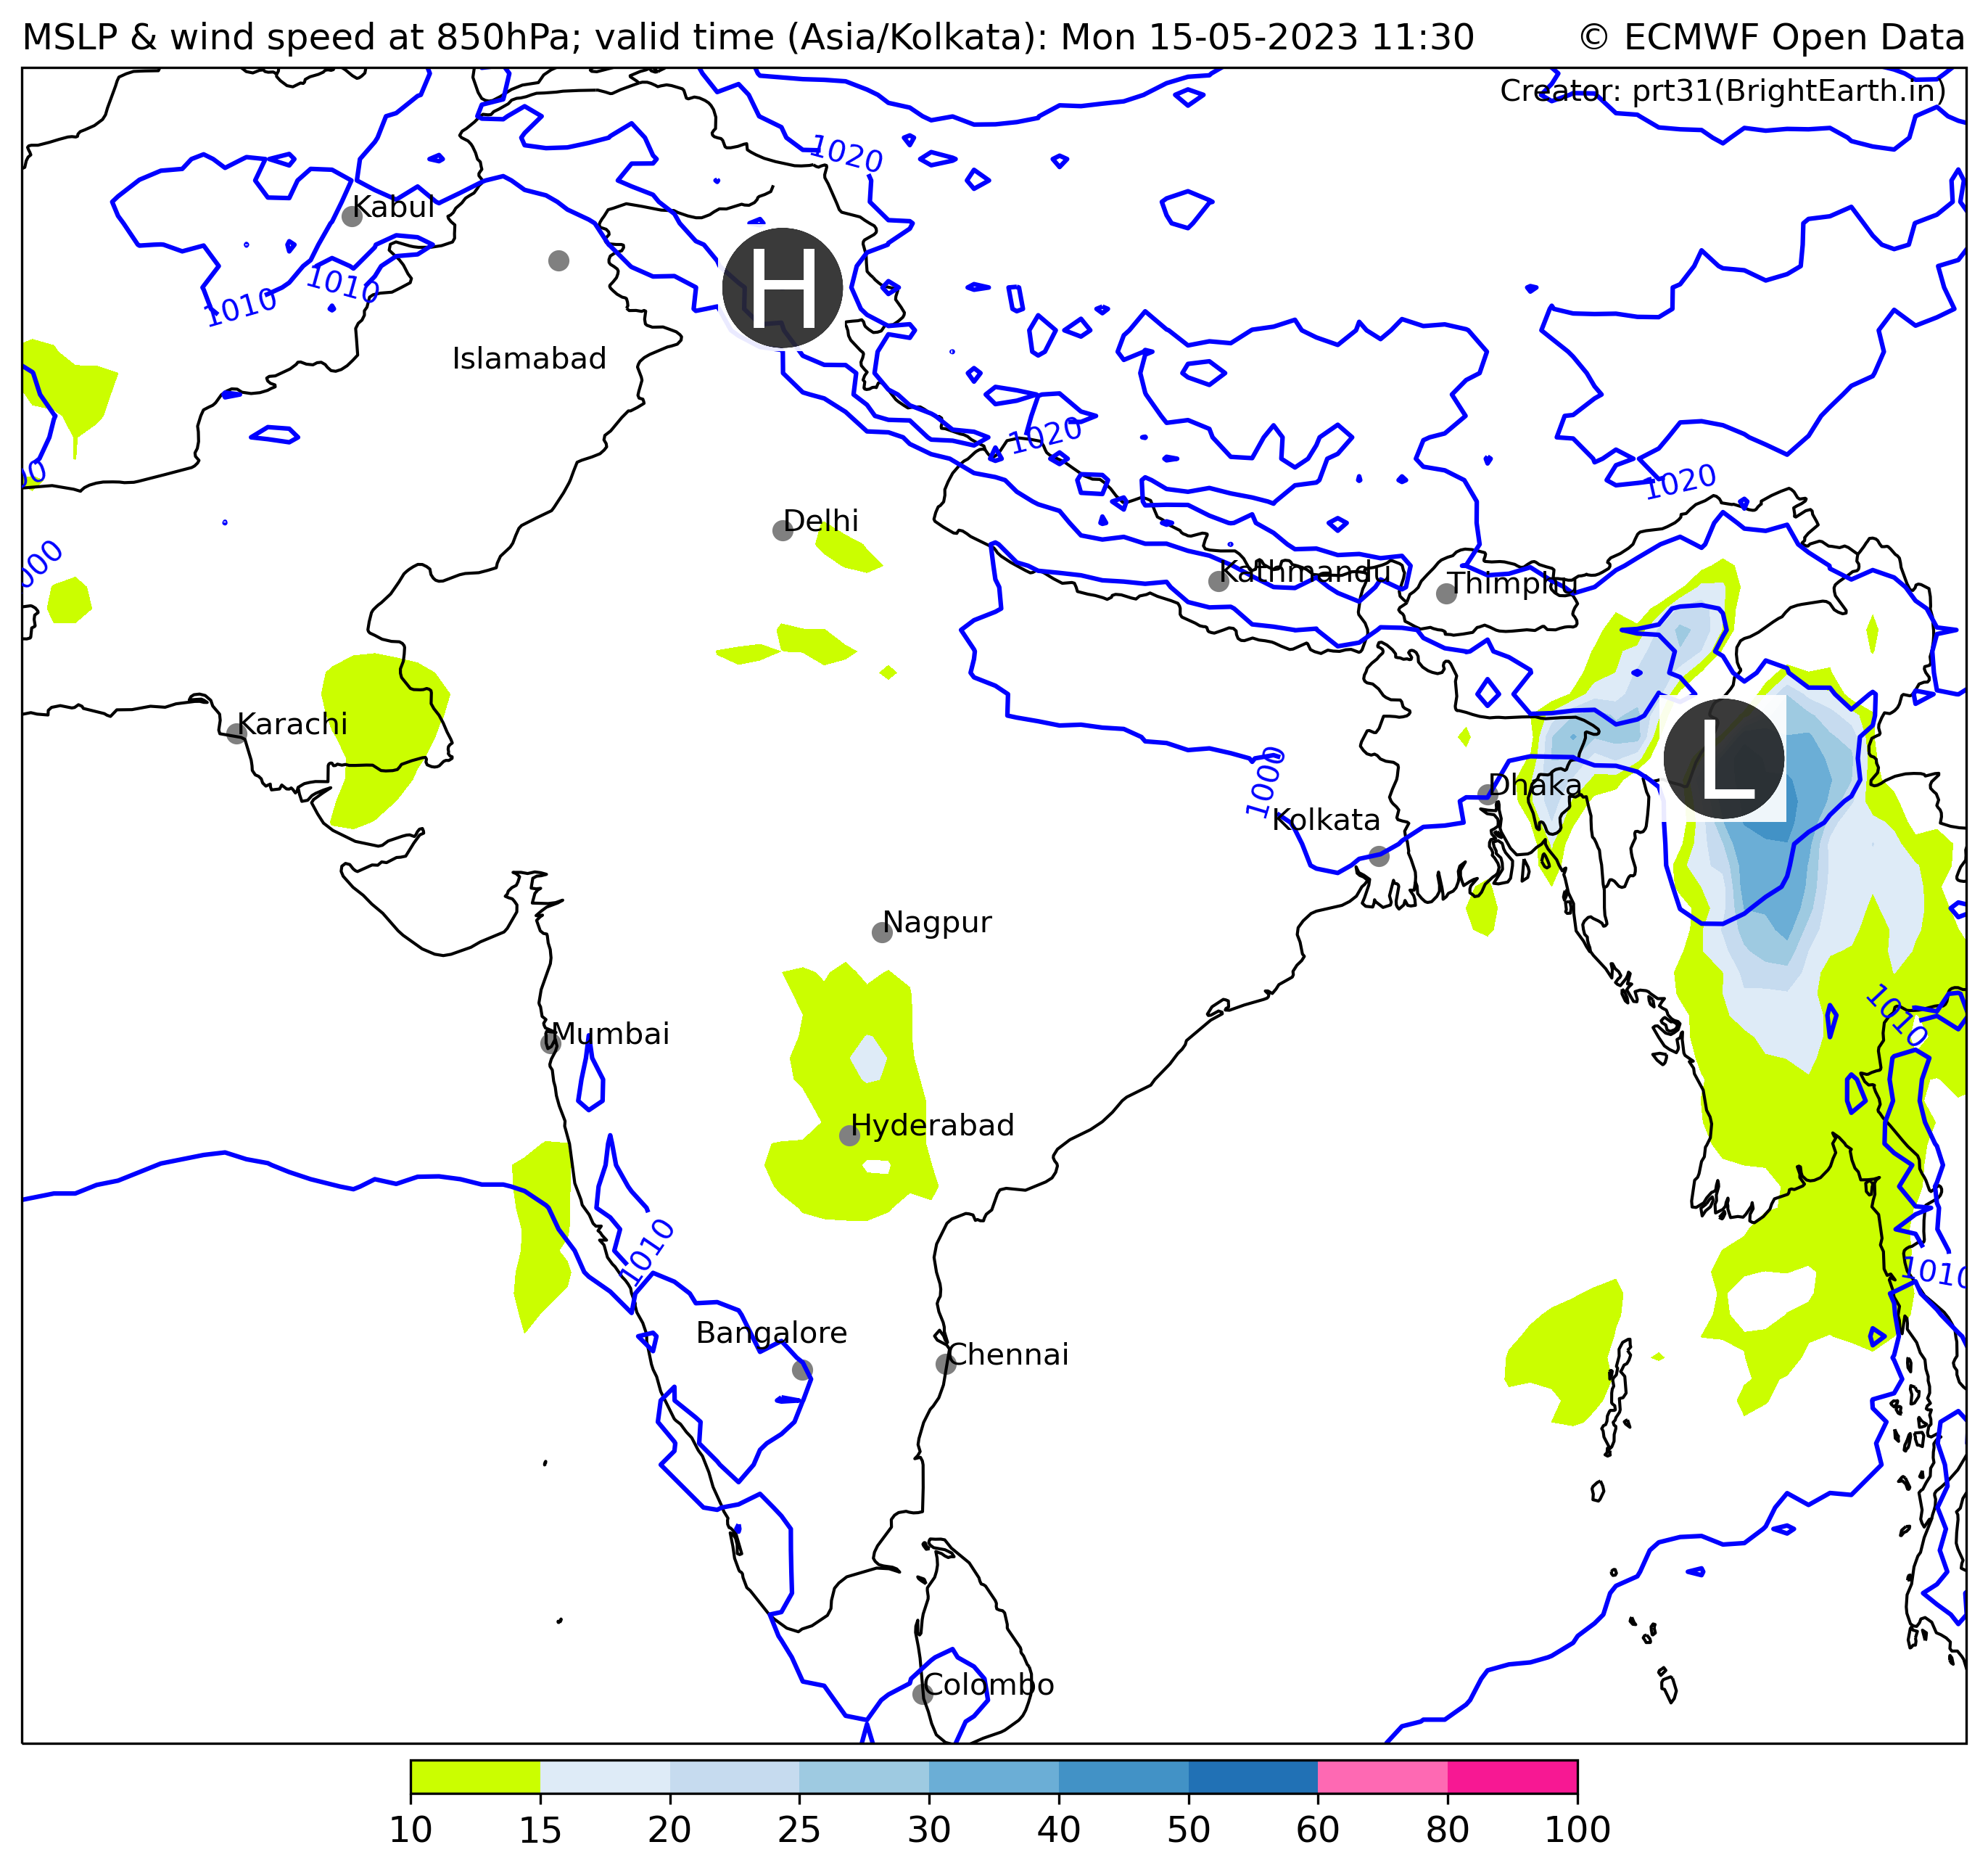 MSLP & wind speed at 850hPa; valid time (Asia/Kolkata): Mon 15-05-2023 11:30 © ECMWF Open Data
Creator: prt31(BrightEarth.in)
1020
Kabul
H
1010
1010
Islamabad
1020
1020
Delhi
000
Kathmandu
Thimphu
Karachi
L
1000
Dhaka
Kolkata
Nagpur
1010
Mumbai
Hyderabad
1010
1010
Bangalore
Chennai
Colombo
10 15 20 25 30 40 50 60 80 100